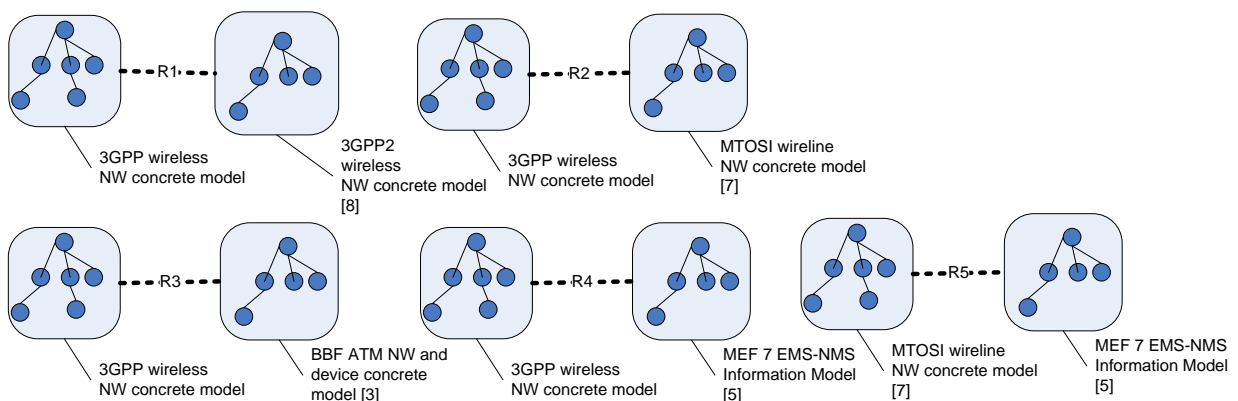 R1
R2
3GPP wireless
NW concrete model
3GPP2
wireless
NW concrete model
[8]
3GPP wireless
NW concrete model
MTOSI wireline
NW concrete model
[7]
R3
R4
R5
3GPP wireless
NW concrete model
BBF ATM NW and
device concrete
model [3]
3GPP wireless
NW concrete model
MEF 7 EMS-NMS
Information Model
[5]
MTOSI wireline
NW concrete model
[7]
MEF 7 EMS-NMS
Information Model
[5]